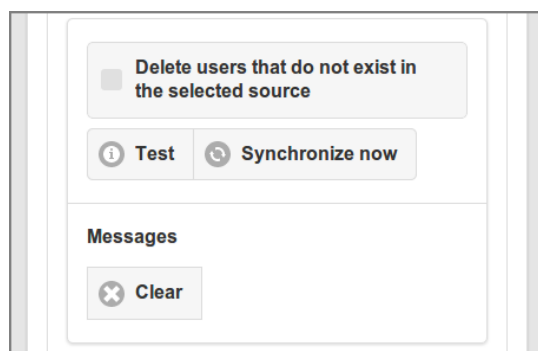 Delete users that do not exist in
the selected source
Test Synchronize now
Messages
Clear